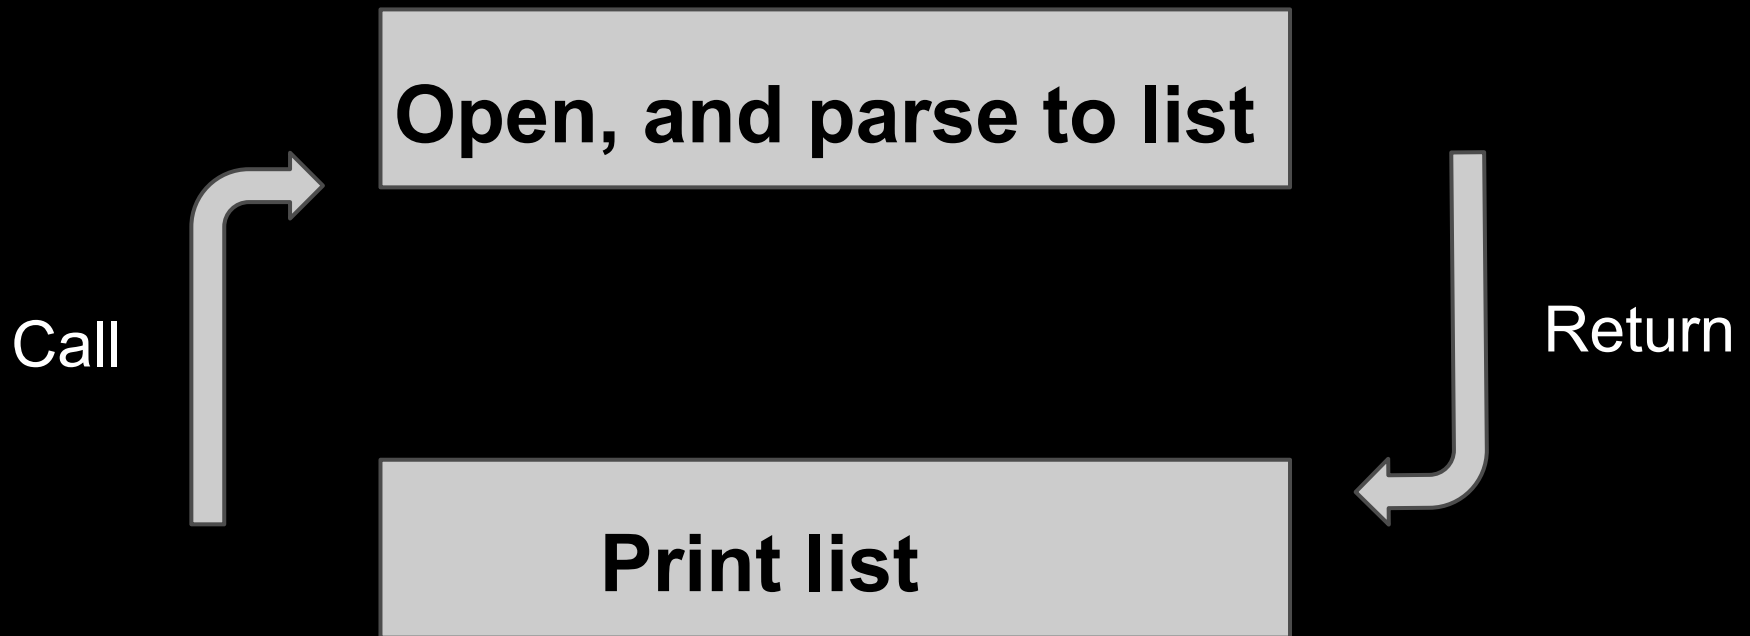 Open, and parse to list
Call
Return
Print list